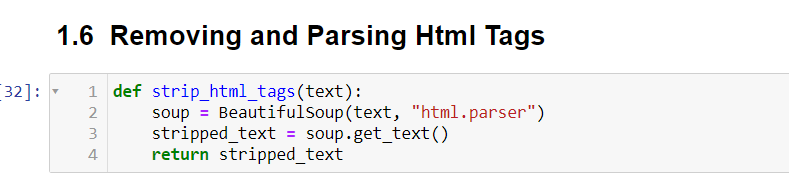 1.6 Removing and Parsing Html Tags
[32]: 1 def strip_html_tags(text):
2 soup = BeautifulSoup(text, "html.parser")
3 stripped_text = soup.get_text()
4 return stripped_text